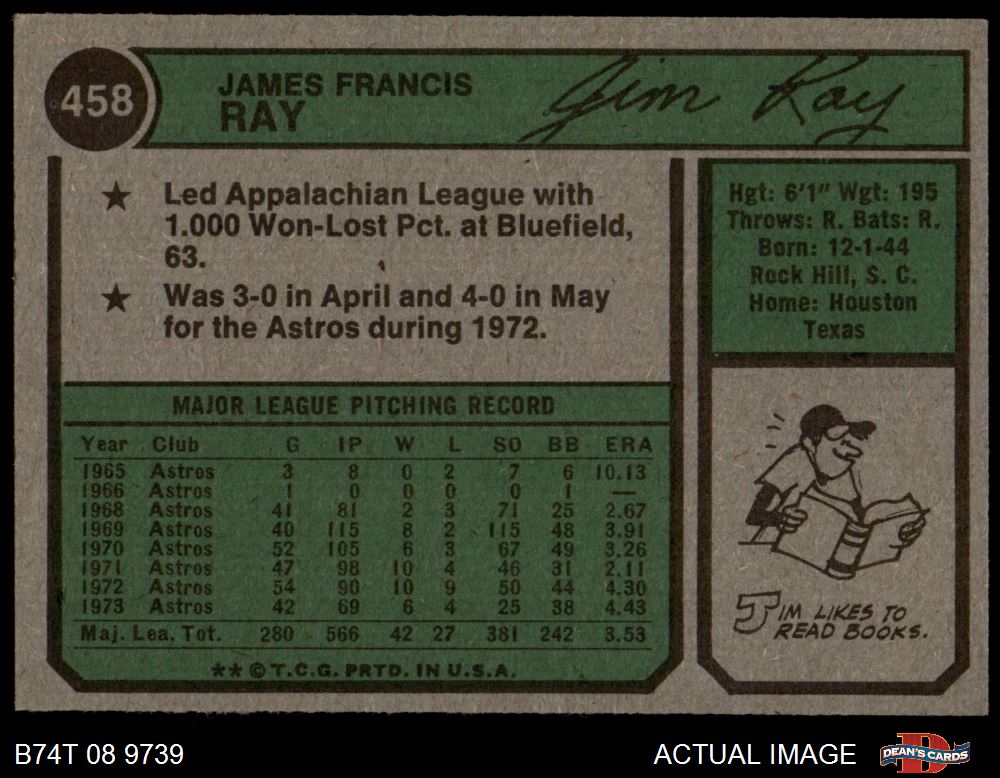 458
JAMES FRANCIS
RAY
Jim Ray
★ Led Appalachian League with
1.000 Won-Lost Pct. at Bluefield,
63.
★ Was 3-0 in April and 4-0 in May
for the Astros during 1972.
Hgt: 6'1" Wgt: 195
Throws: R. Bats: R.
Born: 12-1-44
Rock Hill, S. C.
Home: Houston
Texas
MAJOR LEAGUE PITCHING RECORD
Year Club G IP W L SO BB ERA
1965 Astros 3 8 0 2 7 6 10.13
1966 Astros 1 0 0 0 0 1 —
1968 Astros 41 81 2 3 71 25 2.67
1969 Astros 40 115 8 2 115 48 3.91
1970 Astros 52 105 6 3 67 49 3.26
1971 Astros 47 98 10 4 46 31 2.11
1972 Astros 54 90 10 9 50 44 4.30
1973 Astros 42 69 6 4 25 38 4.43
Maj. Lea. Tot. 280 566 42 27 381 242 3.53
**©T.C.G. PRTD. IN U.S.A.
JIM LIKES TO
READ BOOKS.
B74T 08 9739
ACTUAL IMAGE
DEAN'S CARDS